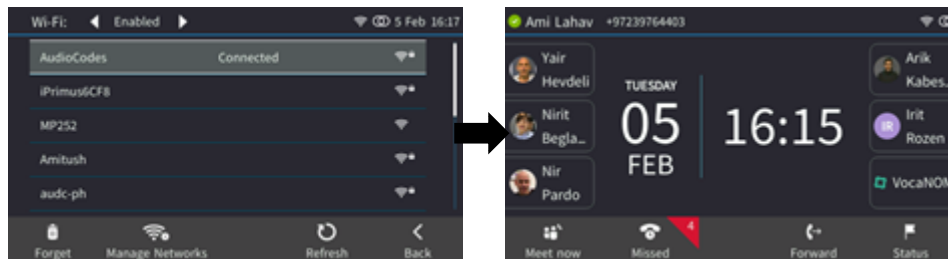 Wi-Fi: Enabled 5 Feb 16:17
AudioCodes Connected
iPrimus6CF8
MP252
Amitush
audc-ph
Forget Manage Networks Refresh Back
Ami Lahav +97239764403
Yair
Hevdeli
Nirit
Begla...
Nir
Pardo
TUESDAY
05
FEB
16:15
Arik
Kabes.
IR
Irit
Rozen
VocaNOM
4
Meet now Missed Forward Status